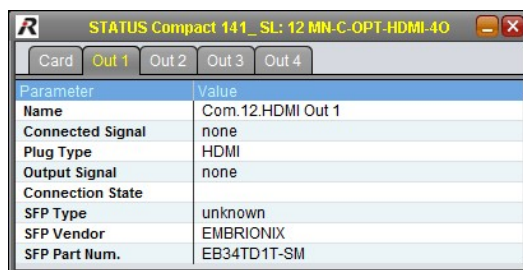 R STATUS Compact 141_ SL: 12 MN-C-OPT-HDMI-4O
Card Out 1 Out 2 Out 3 Out 4
Parameter Value
Name Com.12.HDMI Out 1
Connected Signal none
Plug Type HDMI
Output Signal none
Connection State
SFP Type unknown
SFP Vendor EMBRIONIX
SFP Part Num. EB34TD1T-SM